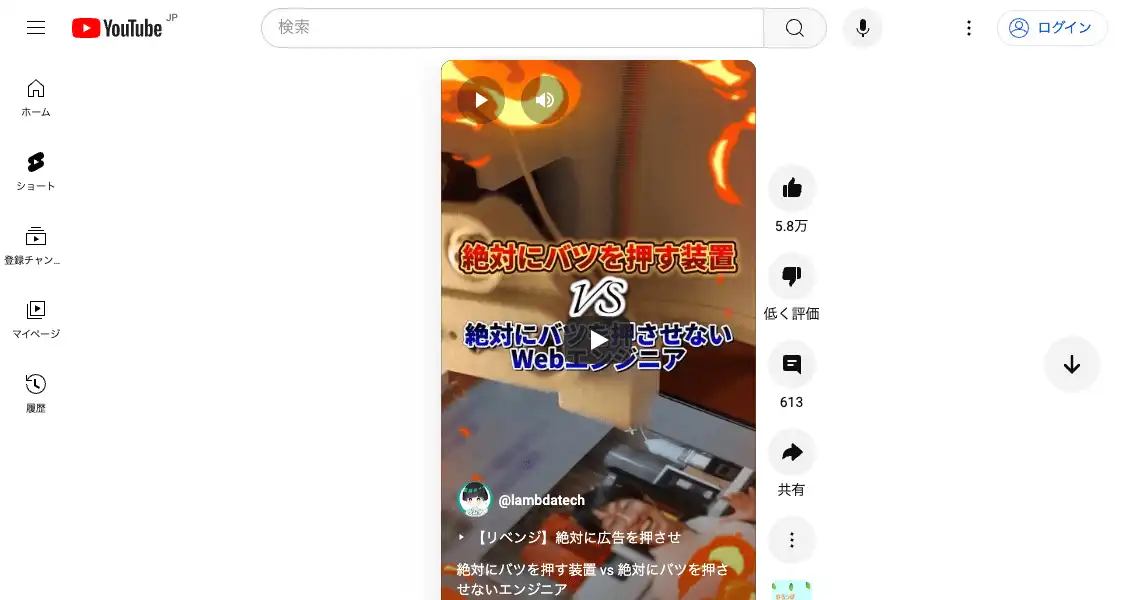 YouTube JP
検索
ログイン
ホーム
ショート
登録チャン...
マイページ
履歴
絶対にバツを押す装置
VS
絶対にバツを押させない
Webエンジニア
@lambdatech
【リベンジ】絶対に広告を押させ
絶対にバツを押す装置 vs 絶対にバツを押さ
せないエンジニア
5.8万
低く評価
613
共有